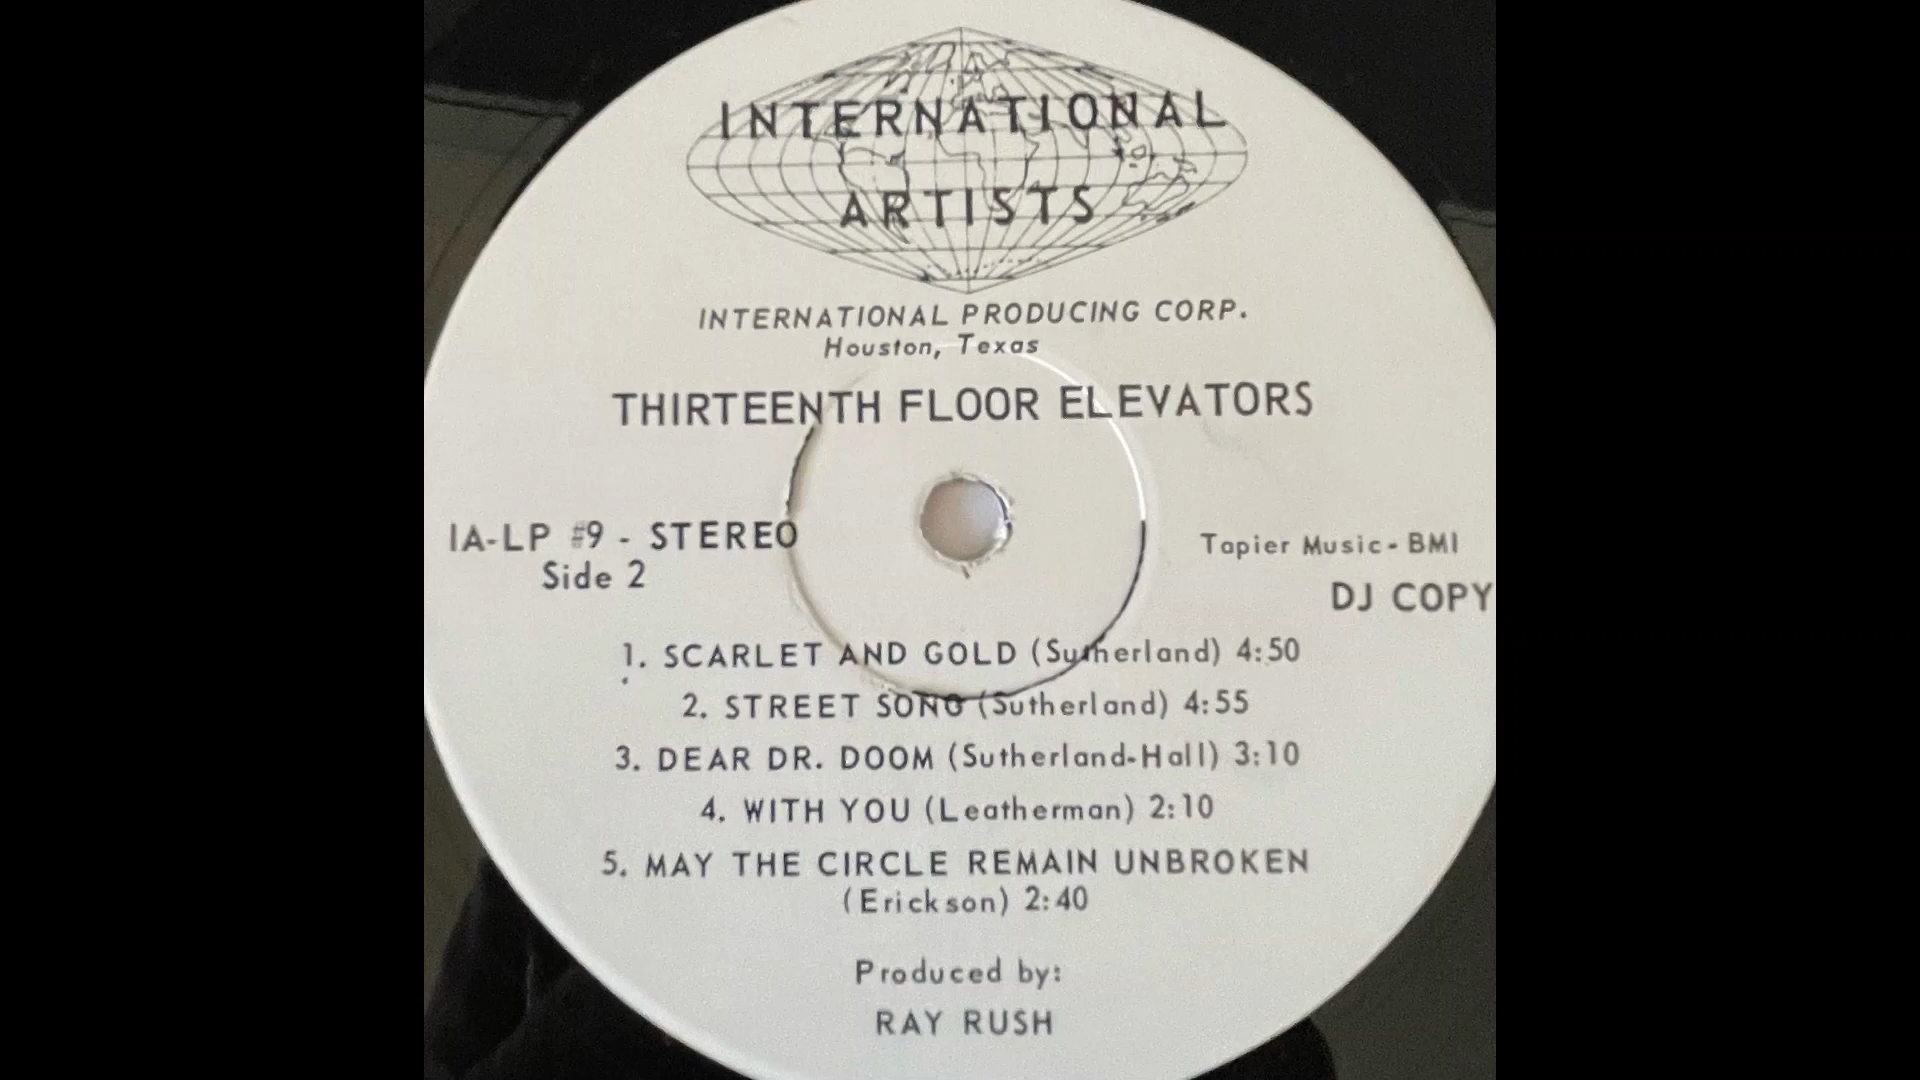 INTERNATIONAL
ARTISTS
INTERNATIONAL PRODUCING CORP.
Houston, Texas
THIRTEENTH FLOOR ELEVATORS
IA-LP #9 - STEREO
Side 2
Tapier Music - BMI
DJ COPY
1. SCARLET AND GOLD (Sutherland) 4:50
2. STREET SONG (Sutherland) 4:55
3. DEAR DR. DOOM (Sutherland-Hall) 3:10
4. WITH YOU (Leatherman) 2:10
5. MAY THE CIRCLE REMAIN UNBROKEN
(Erickson) 2:40
Produced by:
RAY RUSH